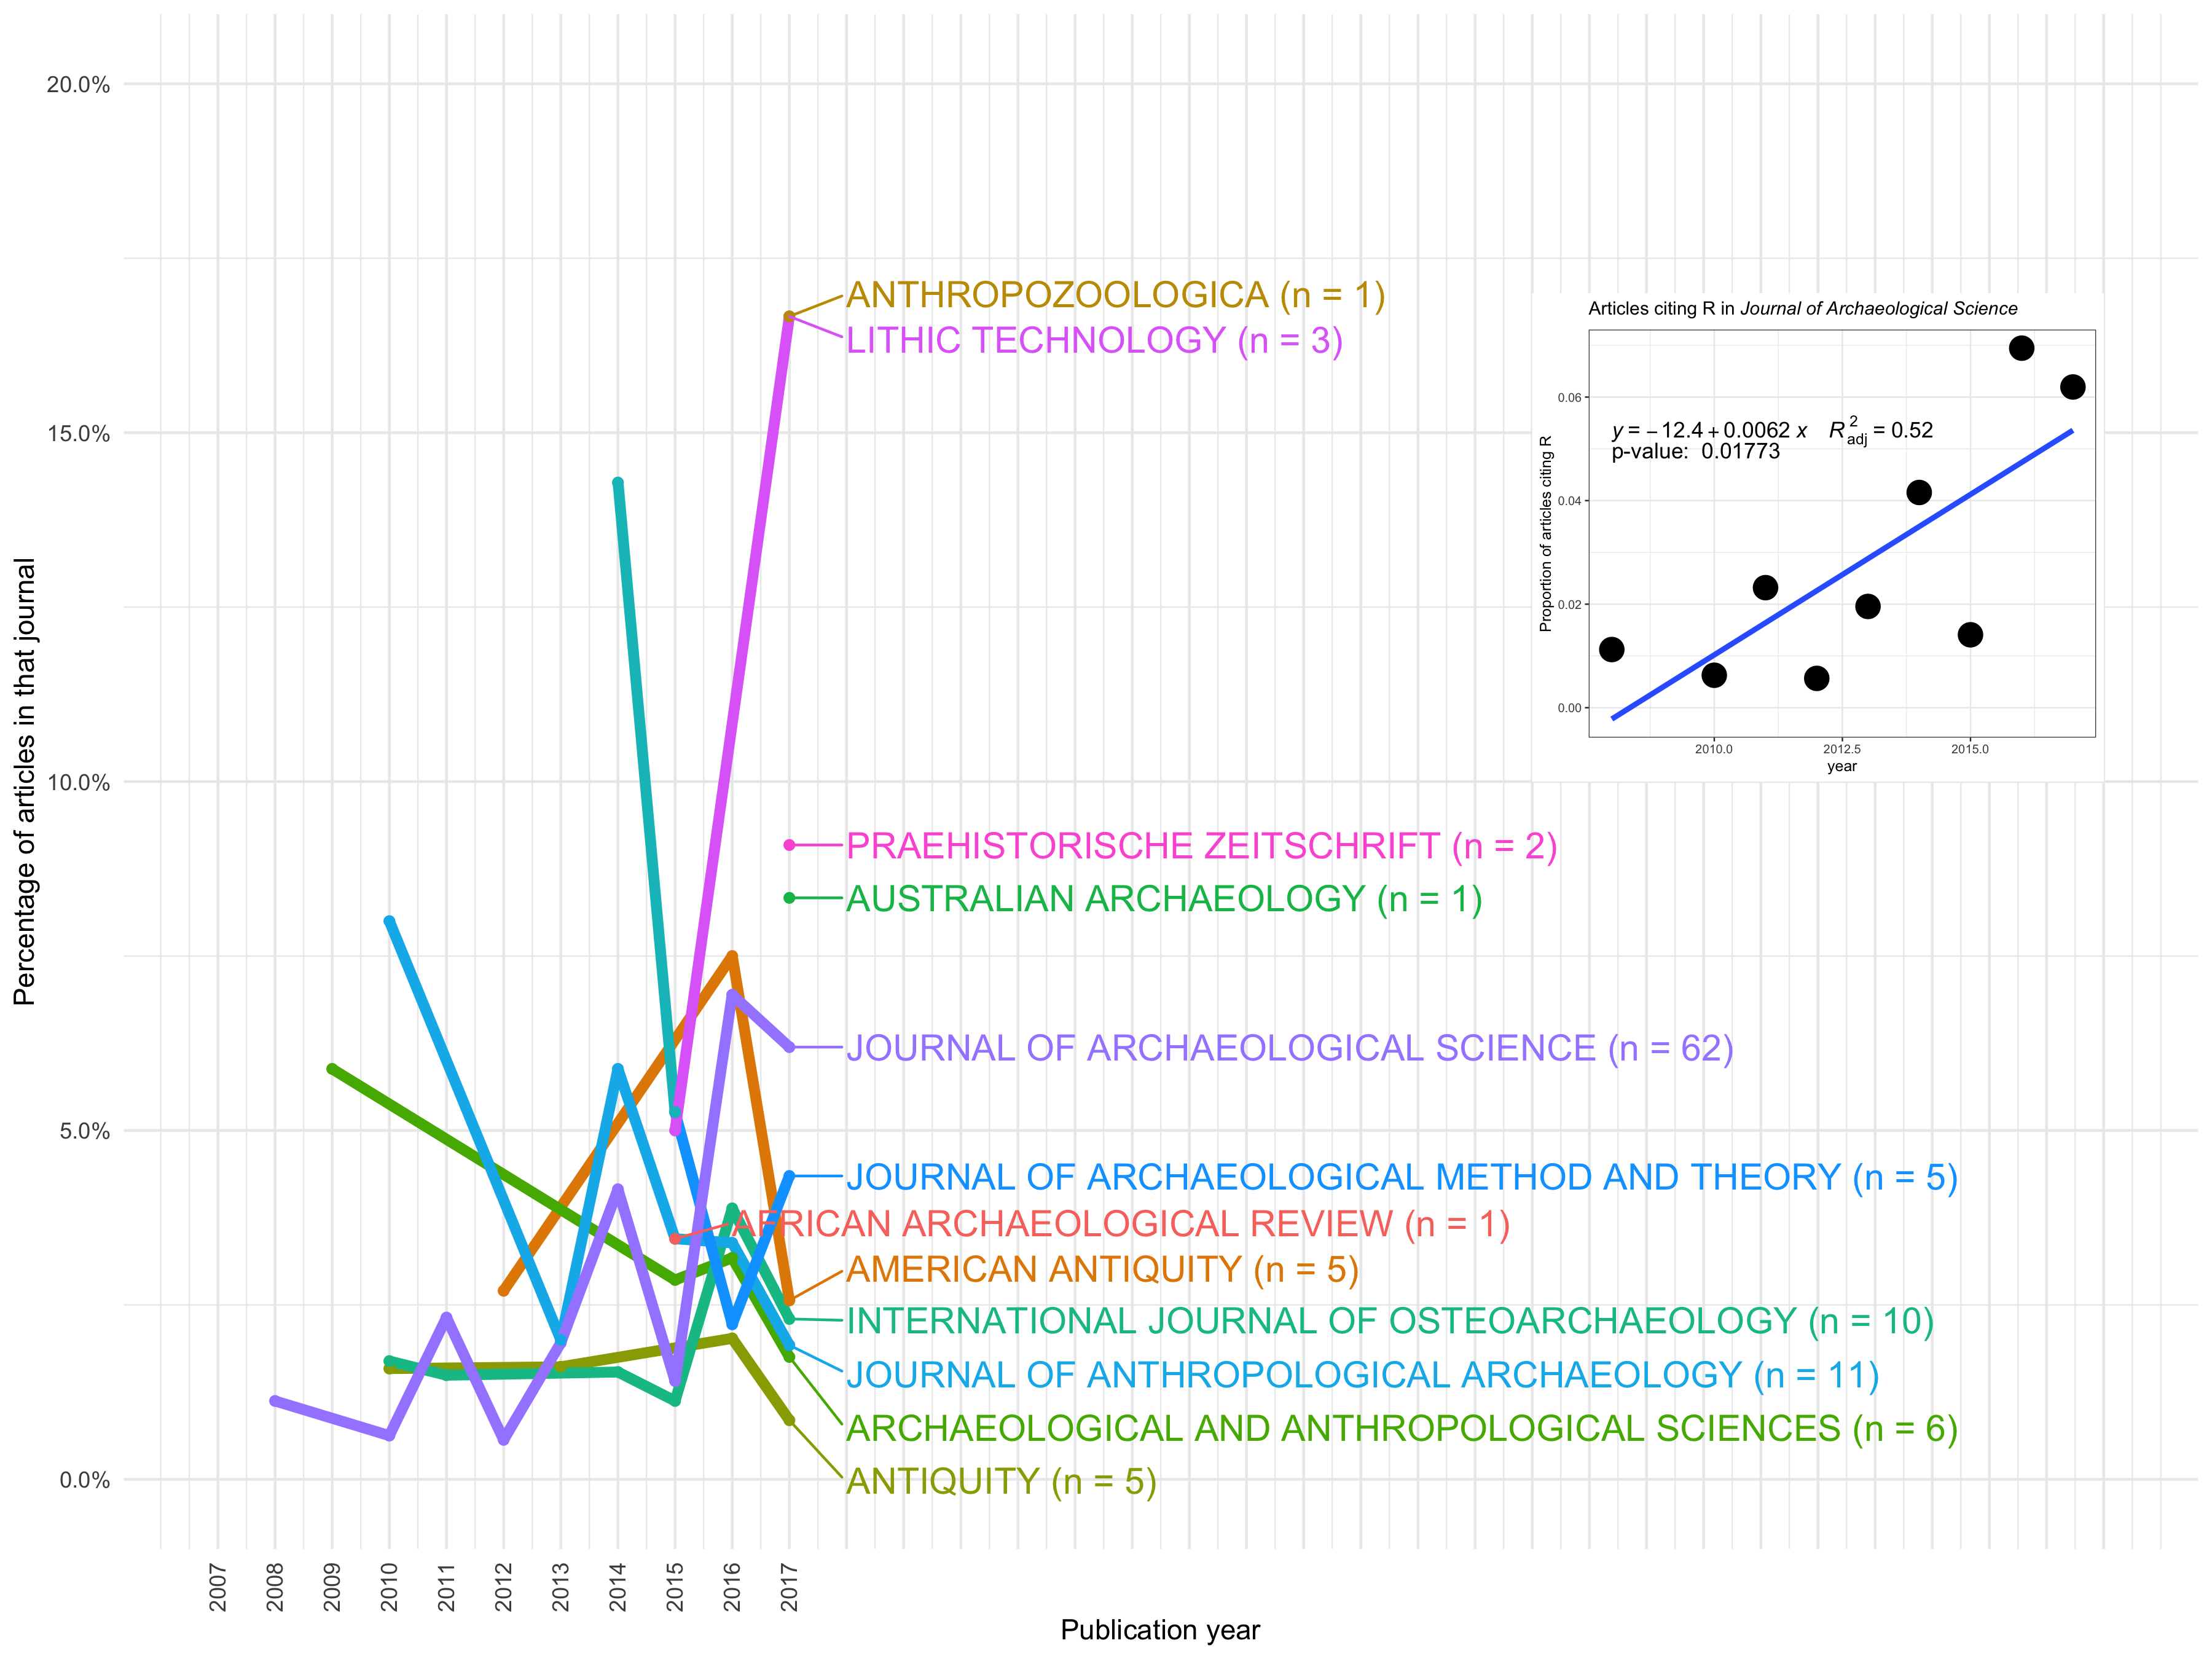 20.0%
15.0%
10.0%
5.0%
0.0%
Percentage of articles in that journal
ANTHROPOZOOLOGICA (n = 1)
LITHIC TECHNOLOGY (n = 3)
PRAEHISTORISCHE ZEITSCHRIFT (n = 2)
AUSTRALIAN ARCHAEOLOGY (n = 1)
JOURNAL OF ARCHAEOLOGICAL SCIENCE (n = 62)
JOURNAL OF ARCHAEOLOGICAL METHOD AND THEORY (n = 5)
AFRICAN ARCHAEOLOGICAL REVIEW (n = 1)
AMERICAN ANTIQUITY (n = 5)
INTERNATIONAL JOURNAL OF OSTEOARCHAEOLOGY (n = 10)
JOURNAL OF ANTHROPOLOGICAL ARCHAEOLOGY (n = 11)
ARCHAEOLOGICAL AND ANTHROPOLOGICAL SCIENCES (n = 6)
ANTIQUITY (n = 5)
Articles citing R in Journal of Archaeological Science
0.06
0.04
0.02
0.00
Proportion of articles citing R
y = −12.4 + 0.0062 x R²adj = 0.52
p-value: 0.01773
2010.0 2012.5 2015.0
year
2007 2008 2009 2010 2011 2012 2013 2014 2015 2016 2017
Publication year